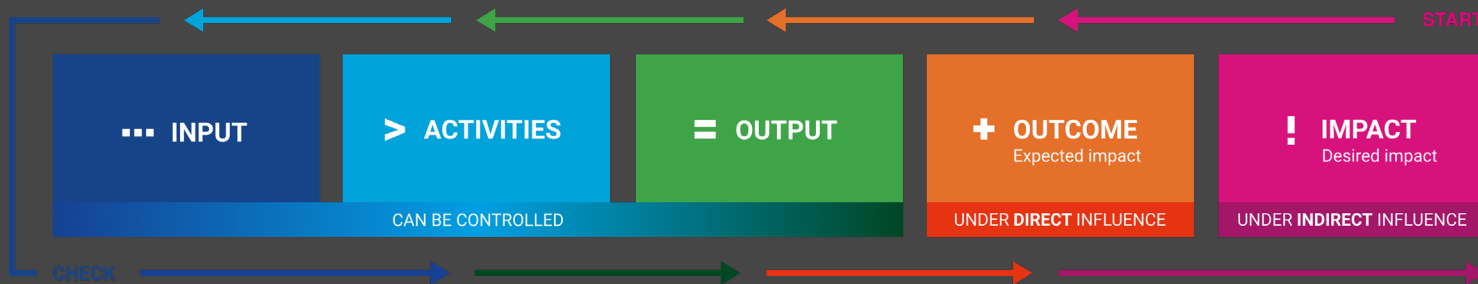 START
... INPUT
> ACTIVITIES
= OUTPUT
+ OUTCOME
Expected impact
! IMPACT
Desired impact
CAN BE CONTROLLED
UNDER DIRECT INFLUENCE
UNDER INDIRECT INFLUENCE
CHECK